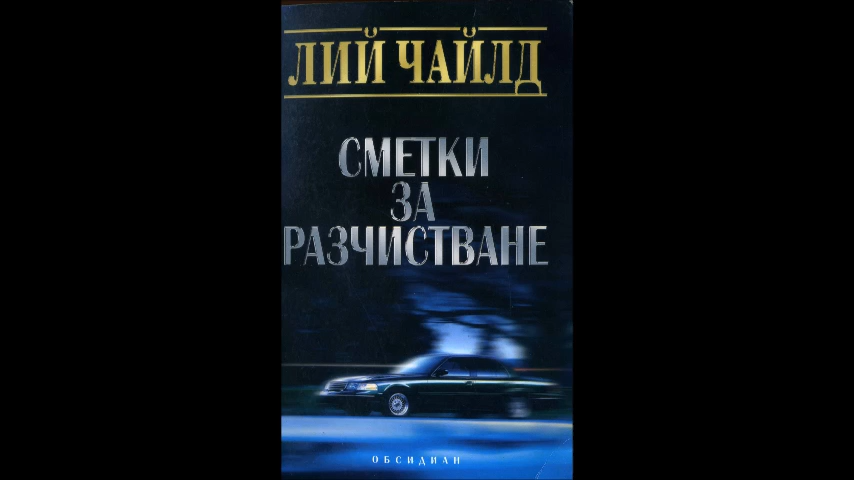 ЛИЙ ЧАЙЛД
СМЕТКИ
ЗА
РАЗЧИСТВАНЕ
ОБСИДИАН